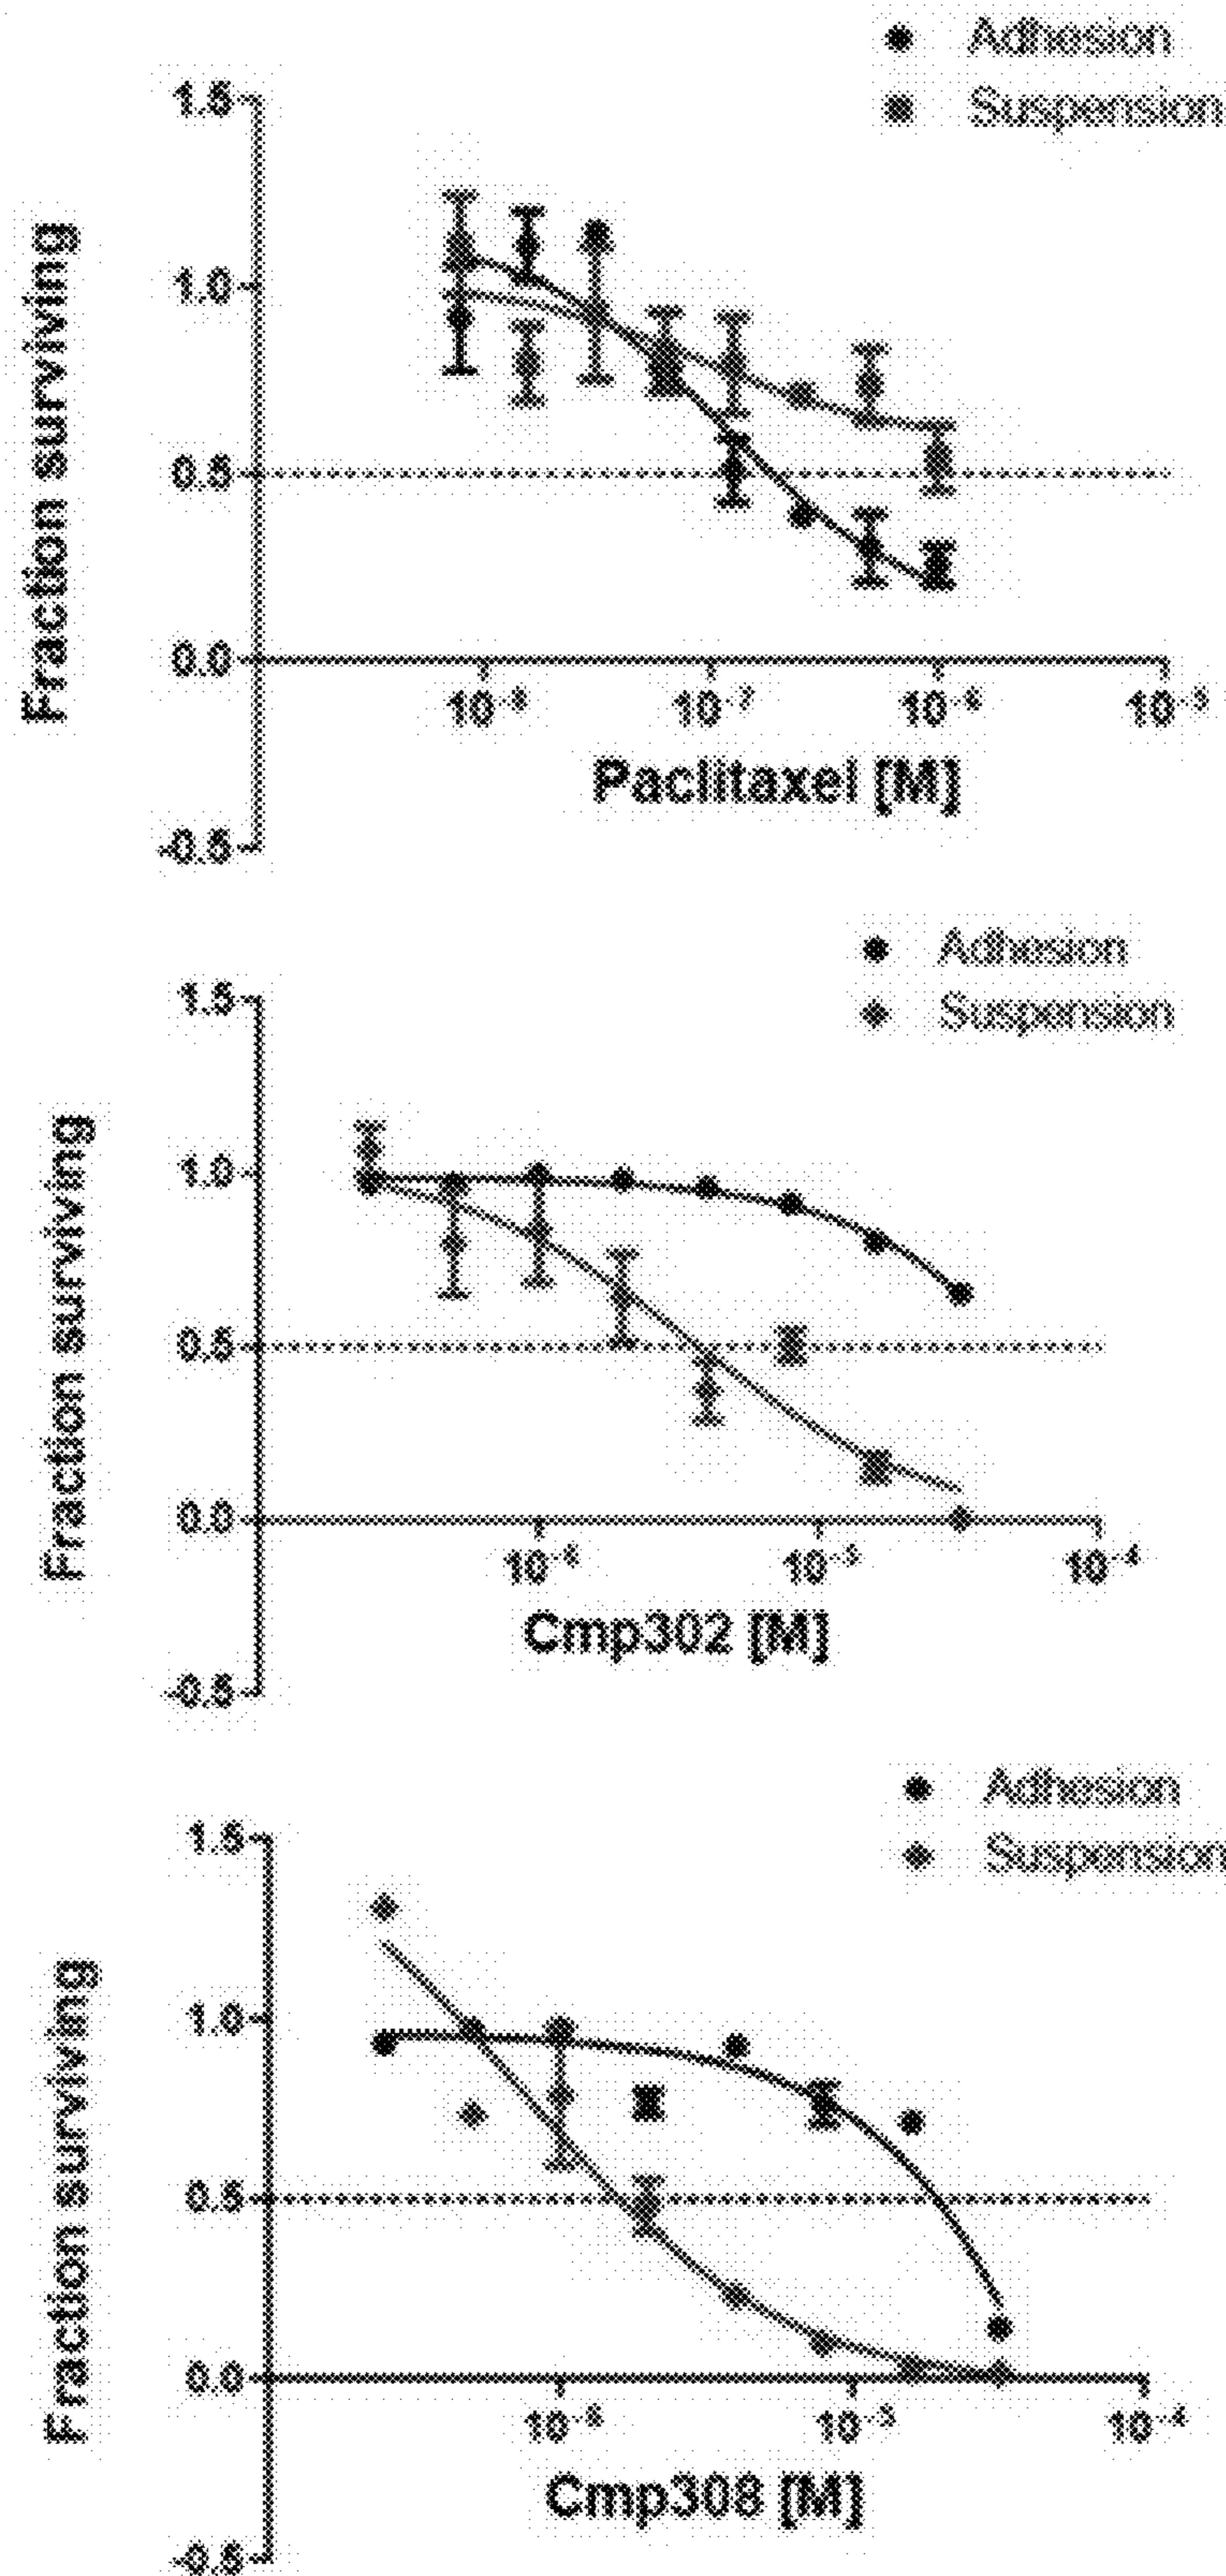 Adhesion
Suspension
1.5
1.0
0.5
0.0
-0.5
Fraction surviving
10-8
10-7
10-6
10-5
Paclitaxel [M]
Adhesion
Suspension
1.5
1.0
0.5
0.0
-0.5
Fraction surviving
10-6
10-5
10-4
Cmp302 [M]
Adhesion
Suspension
1.5
1.0
0.5
0.0
-0.5
Fraction surviving
10-6
10-5
10-4
Cmp308 [M]